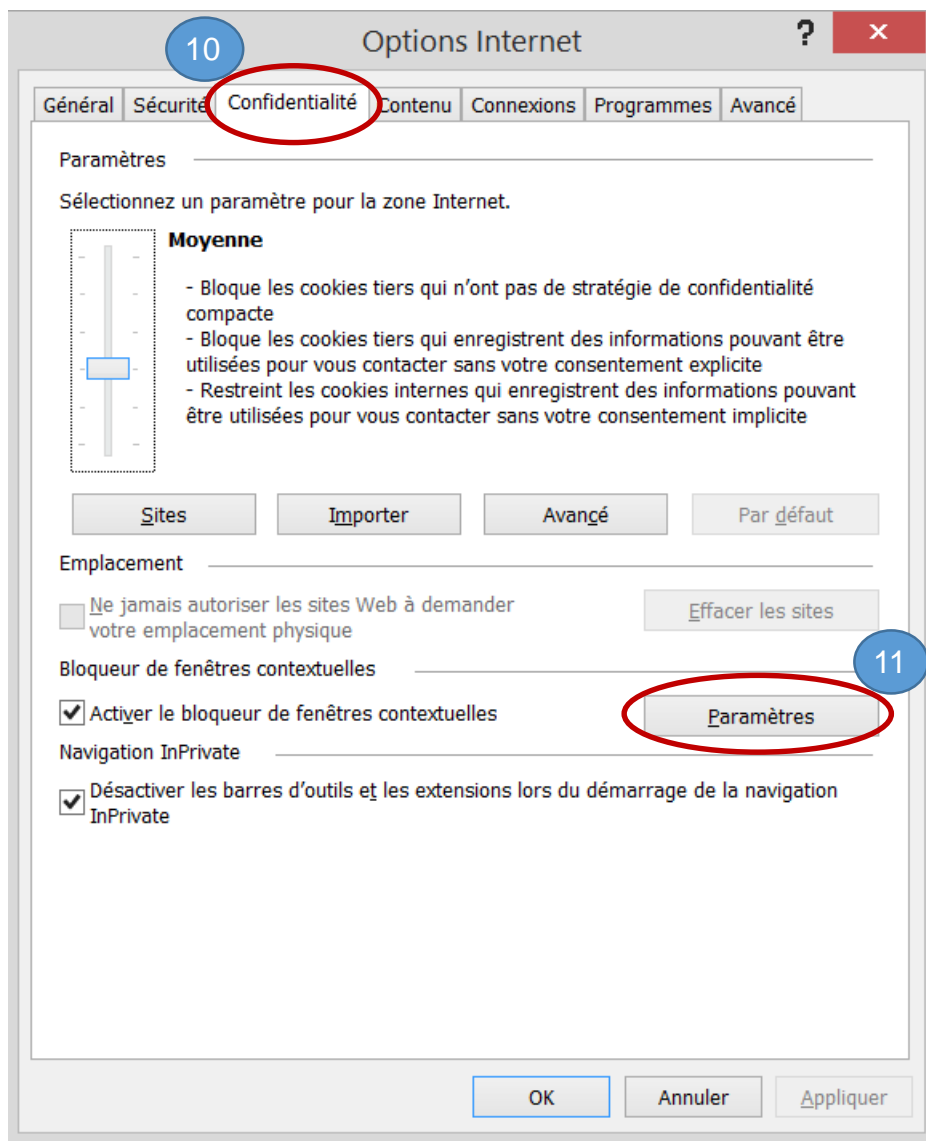 10
Options Internet
?
×
Général Sécurité Confidentialité Contenu Connexions Programmes Avancé
Paramètres
Sélectionnez un paramètre pour la zone Internet.
Moyenne
- Bloque les cookies tiers qui n’ont pas de stratégie de confidentialité
compacte
- Bloque les cookies tiers qui enregistrent des informations pouvant être
utilisées pour vous contacter sans votre consentement explicite
- Restreint les cookies internes qui enregistrent des informations pouvant
être utilisées pour vous contacter sans votre consentement implicite
Sites Importer Avancé Par défaut
Emplacement
Ne jamais autoriser les sites Web à demander
votre emplacement physique
Effacer les sites
Bloqueur de fenêtres contextuelles
11
Activer le bloqueur de fenêtres contextuelles Paramètres
Navigation InPrivate
Désactiver les barres d’outils et les extensions lors du démarrage de la navigation
InPrivate
OK Annuler Appliquer